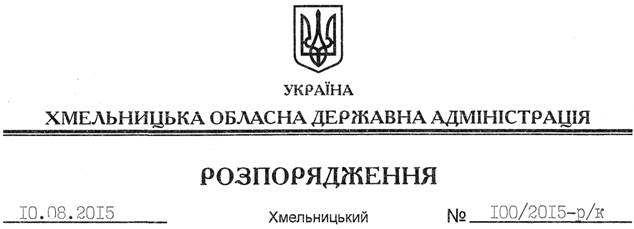 УКРАЇНА
ХМЕЛЬНИЦЬКА ОБЛАСНА ДЕРЖАВНА АДМІНІСТРАЦІЯ
РОЗПОРЯДЖЕННЯ
10.08.2015 Хмельницький № 100/2015-р/к